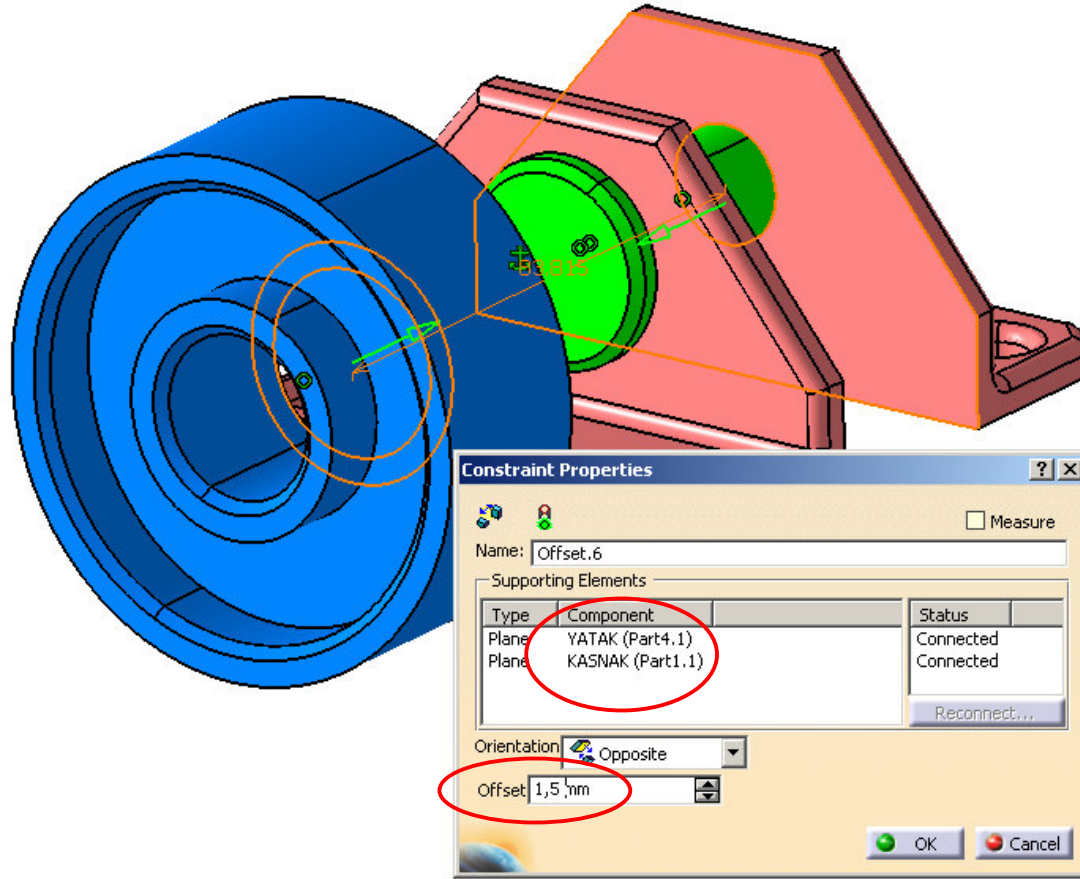 83.815
Constraint Properties
Measure
Name: Offset.6
Supporting Elements
Type Component Status
Plane YATAK (Part4.1) Connected
Plane KASNAK (Part1.1) Connected
Reconnect...
Orientation Opposite
Offset 1,5 mm
OK Cancel